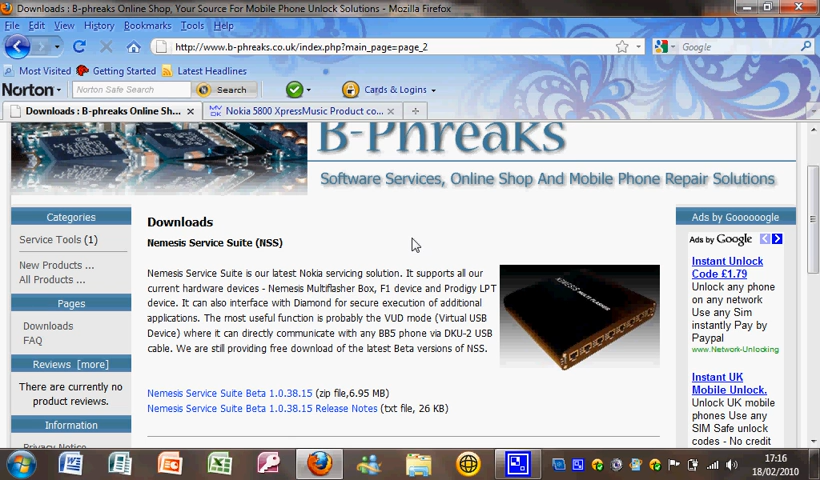 Downloads : B-phreaks Online Shop, Your Source For Mobile Phone Unlock Solutions - Mozilla Firefox
File Edit View History Bookmarks Tools Help
http://www.b-phreaks.co.uk/index.php?main_page=page_2
Google
Most Visited Getting Started Latest Headlines
Norton Norton Safe Search Search Cards & Logins
Downloads : B-phreaks Online Sh... Nokia 5800 XpressMusic Product co...
B-Phreaks
Software Services, Online Shop And Mobile Phone Repair Solutions
Categories
Service Tools (1)
New Products ...
All Products ...
Pages
Downloads
FAQ
Reviews [more]
There are currently no
product reviews.
Information
Privacy Notice
Downloads
Nemesis Service Suite (NSS)
Nemesis Service Suite is our latest Nokia servicing solution. It supports all our
current hardware devices - Nemesis Multiflasher Box, F1 device and Prodigy LPT
device. It can also interface with Diamond for secure execution of additional
applications. The most useful function is probably the VUD mode (Virtual USB
Device) where it can directly communicate with any BB5 phone via DKU-2 USB
cable. We are still providing free download of the latest Beta versions of NSS.
NEMESIS MULTI FLASHER
Nemesis Service Suite Beta 1.0.38.15 (zip file,6.95 MB)
Nemesis Service Suite Beta 1.0.38.15 Release Notes (txt file, 26 KB)
Ads by Goooooogle
Ads by Google
Instant Unlock
Code £1.79
Unlock any phone
on any network
Use any Sim
instantly Pay by
Paypal
www.Network-Unlocking
Instant UK
Mobile Unlock.
Unlock UK mobile
phones Use any
SIM Safe unlock
codes - No credit
17:16
18/02/2010